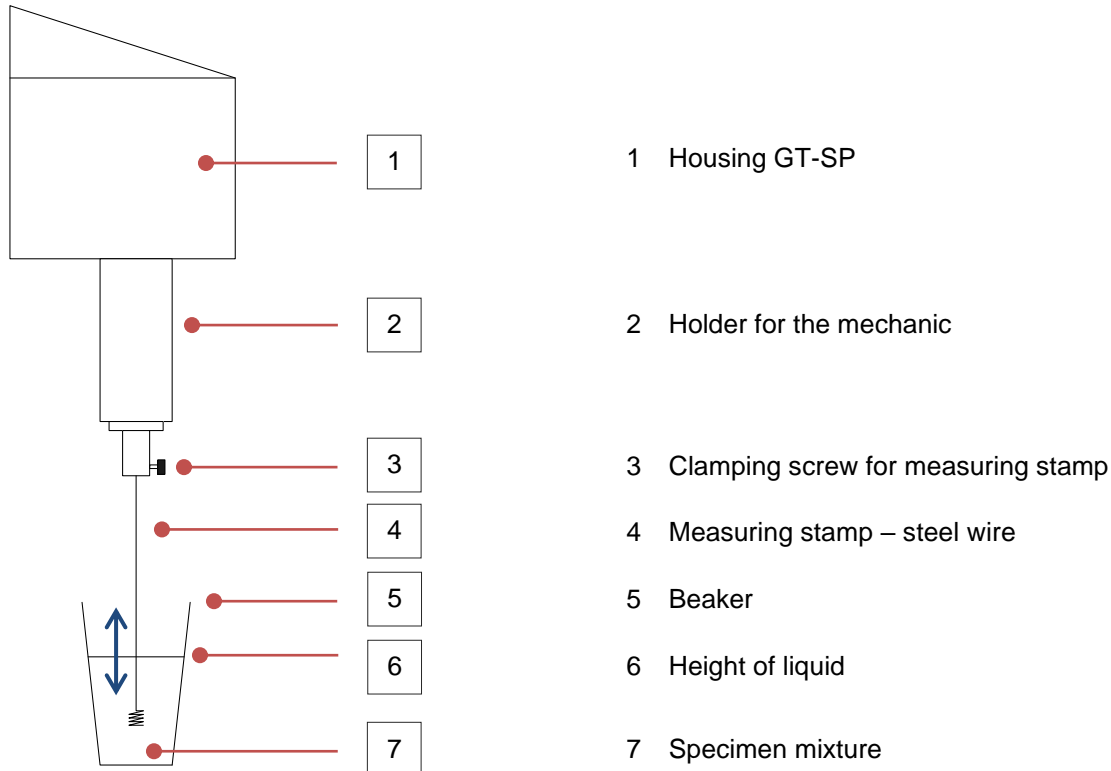 1 1 Housing GT-SP
2 2 Holder for the mechanic
3 3 Clamping screw for measuring stamp
4 4 Measuring stamp – steel wire
5 5 Beaker
6 6 Height of liquid
7 7 Specimen mixture